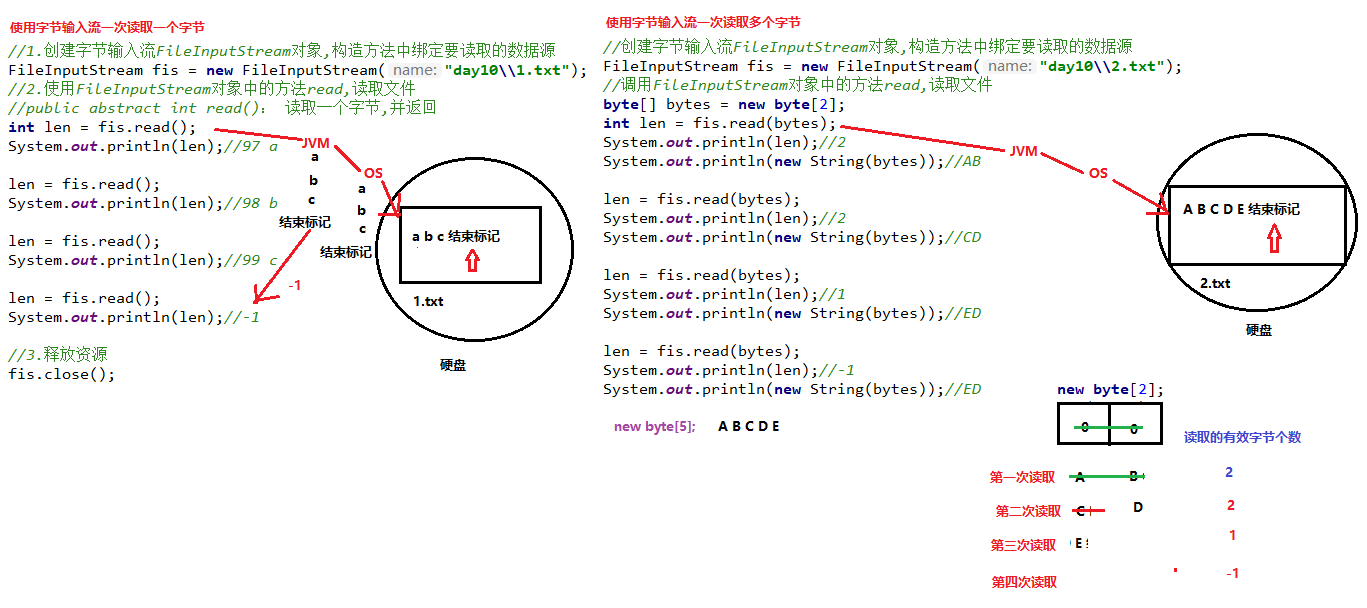 使用字节输入流一次读取一个字节
//1.创建字节输入流FileInputStream对象,构造方法中绑定要读取的数据源
FileInputStream fis = new FileInputStream( name: "day10\\1.txt");
//2.使用FileInputStream对象中的方法read,读取文件
//public abstract int read(): 读取一个字节,并返回
int len = fis.read();
System.out.println(len);//97 a
len = fis.read();
System.out.println(len);//98 b
len = fis.read();
System.out.println(len);//99 c
len = fis.read();
System.out.println(len);//-1
//3.释放资源
fis.close();
JVM
a
b
c
结束标记
-1
OS
a
b
c
结束标记
a b c 结束标记
1.txt
硬盘
使用字节输入流一次读取多个字节
//创建字节输入流FileInputStream对象,构造方法中绑定要读取的数据源
FileInputStream fis = new FileInputStream( name: "day10\\2.txt");
//调用FileInputStream对象中的方法read,读取文件
byte[] bytes = new byte[2];
int len = fis.read(bytes);
System.out.println(len);//2
System.out.println(new String(bytes));//AB
len = fis.read(bytes);
System.out.println(len);//2
System.out.println(new String(bytes));//CD
len = fis.read(bytes);
System.out.println(len);//1
System.out.println(new String(bytes));//ED
len = fis.read(bytes);
System.out.println(len);//-1
System.out.println(new String(bytes));//ED
new byte[5]; A B C D E
JVM
OS
A B C D E 结束标记
2.txt
硬盘
new byte[2];
0 0
读取的有效字节个数
第一次读取 A B 2
第二次读取 C D 2
第三次读取 E 1
第四次读取 -1